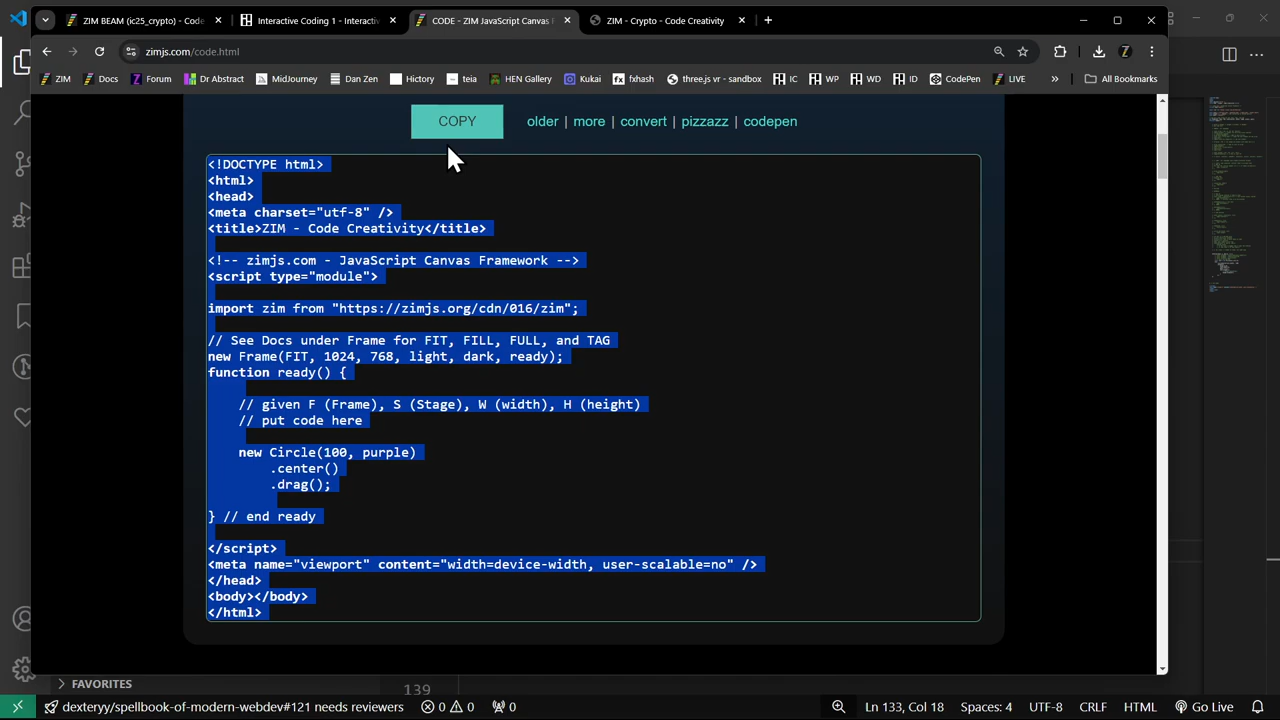 ZIM BEAM (ic25_crypto) - Code
Interactive Coding 1 - Interactiv
CODE - ZIM JavaScript Canvas F
ZIM - Crypto - Code Creativity
zimjs.com/code.html
ZIM
Docs
Forum
Dr Abstract
MidJourney
Dan Zen
Hictory
teia
HEN Gallery
Kukai
fxhash
three.js vr - sandbox
IC
WP
WD
ID
CodePen
LIVE
All Bookmarks
COPY
older | more | convert | pizzazz | codepen
<!DOCTYPE html>
<html>
<head>
<meta charset="utf-8" />
<title>ZIM - Code Creativity</title>
<!-- zimjs.com - JavaScript Canvas Framework -->
<script type="module">
import zim from "https://zimjs.org/cdn/016/zim";
// See Docs under Frame for FIT, FILL, FULL, and TAG
new Frame(FIT, 1024, 768, light, dark, ready);
function ready() {
// given F (Frame), S (Stage), W (width), H (height)
// put code here
new Circle(100, purple)
.center()
.drag();
} // end ready
</script>
<meta name="viewport" content="width=device-width, user-scalable=no" />
</head>
<body></body>
</html>
FAVORITES
139
dexteryy/spellbook-of-modern-webdev#121 needs reviewers
0
0
0
Ln 133, Col 18
Spaces: 4
UTF-8
CRLF
HTML
Go Live